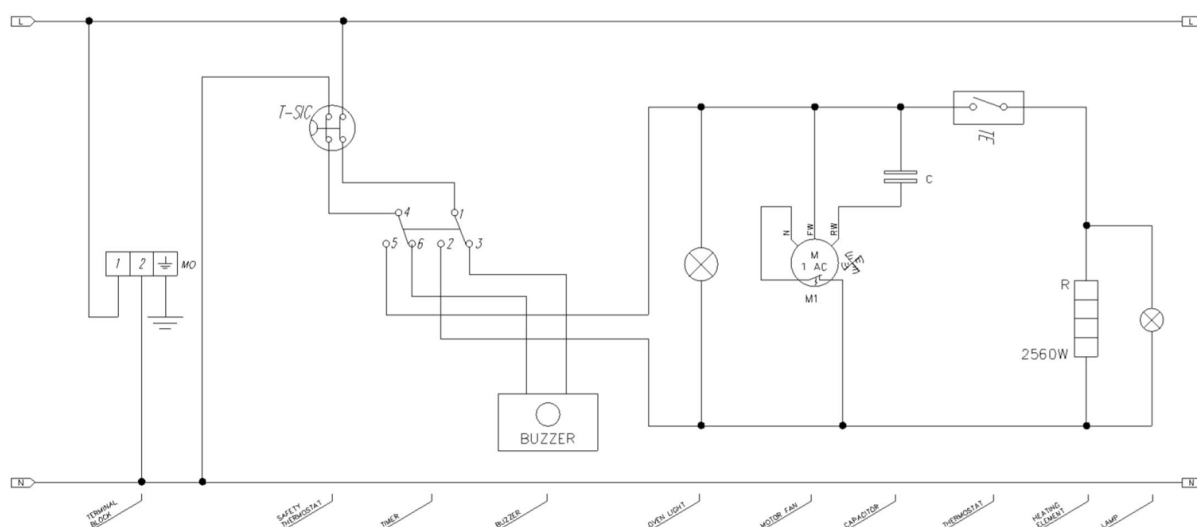 L
L
T-SIC
TE
C
4
1
N
FW
RW
5
6
2
3
M
1 AC
1
2
MO
M1
R
2560W
BUZZER
N
N
TERMINAL
BLOCK
SAFETY
THERMOSTAT
TIMER
BUZZER
OVEN LIGHT
MOTOR FAN
CAPACITOR
THERMOSTAT
HEATING
ELEMENT
LAMP